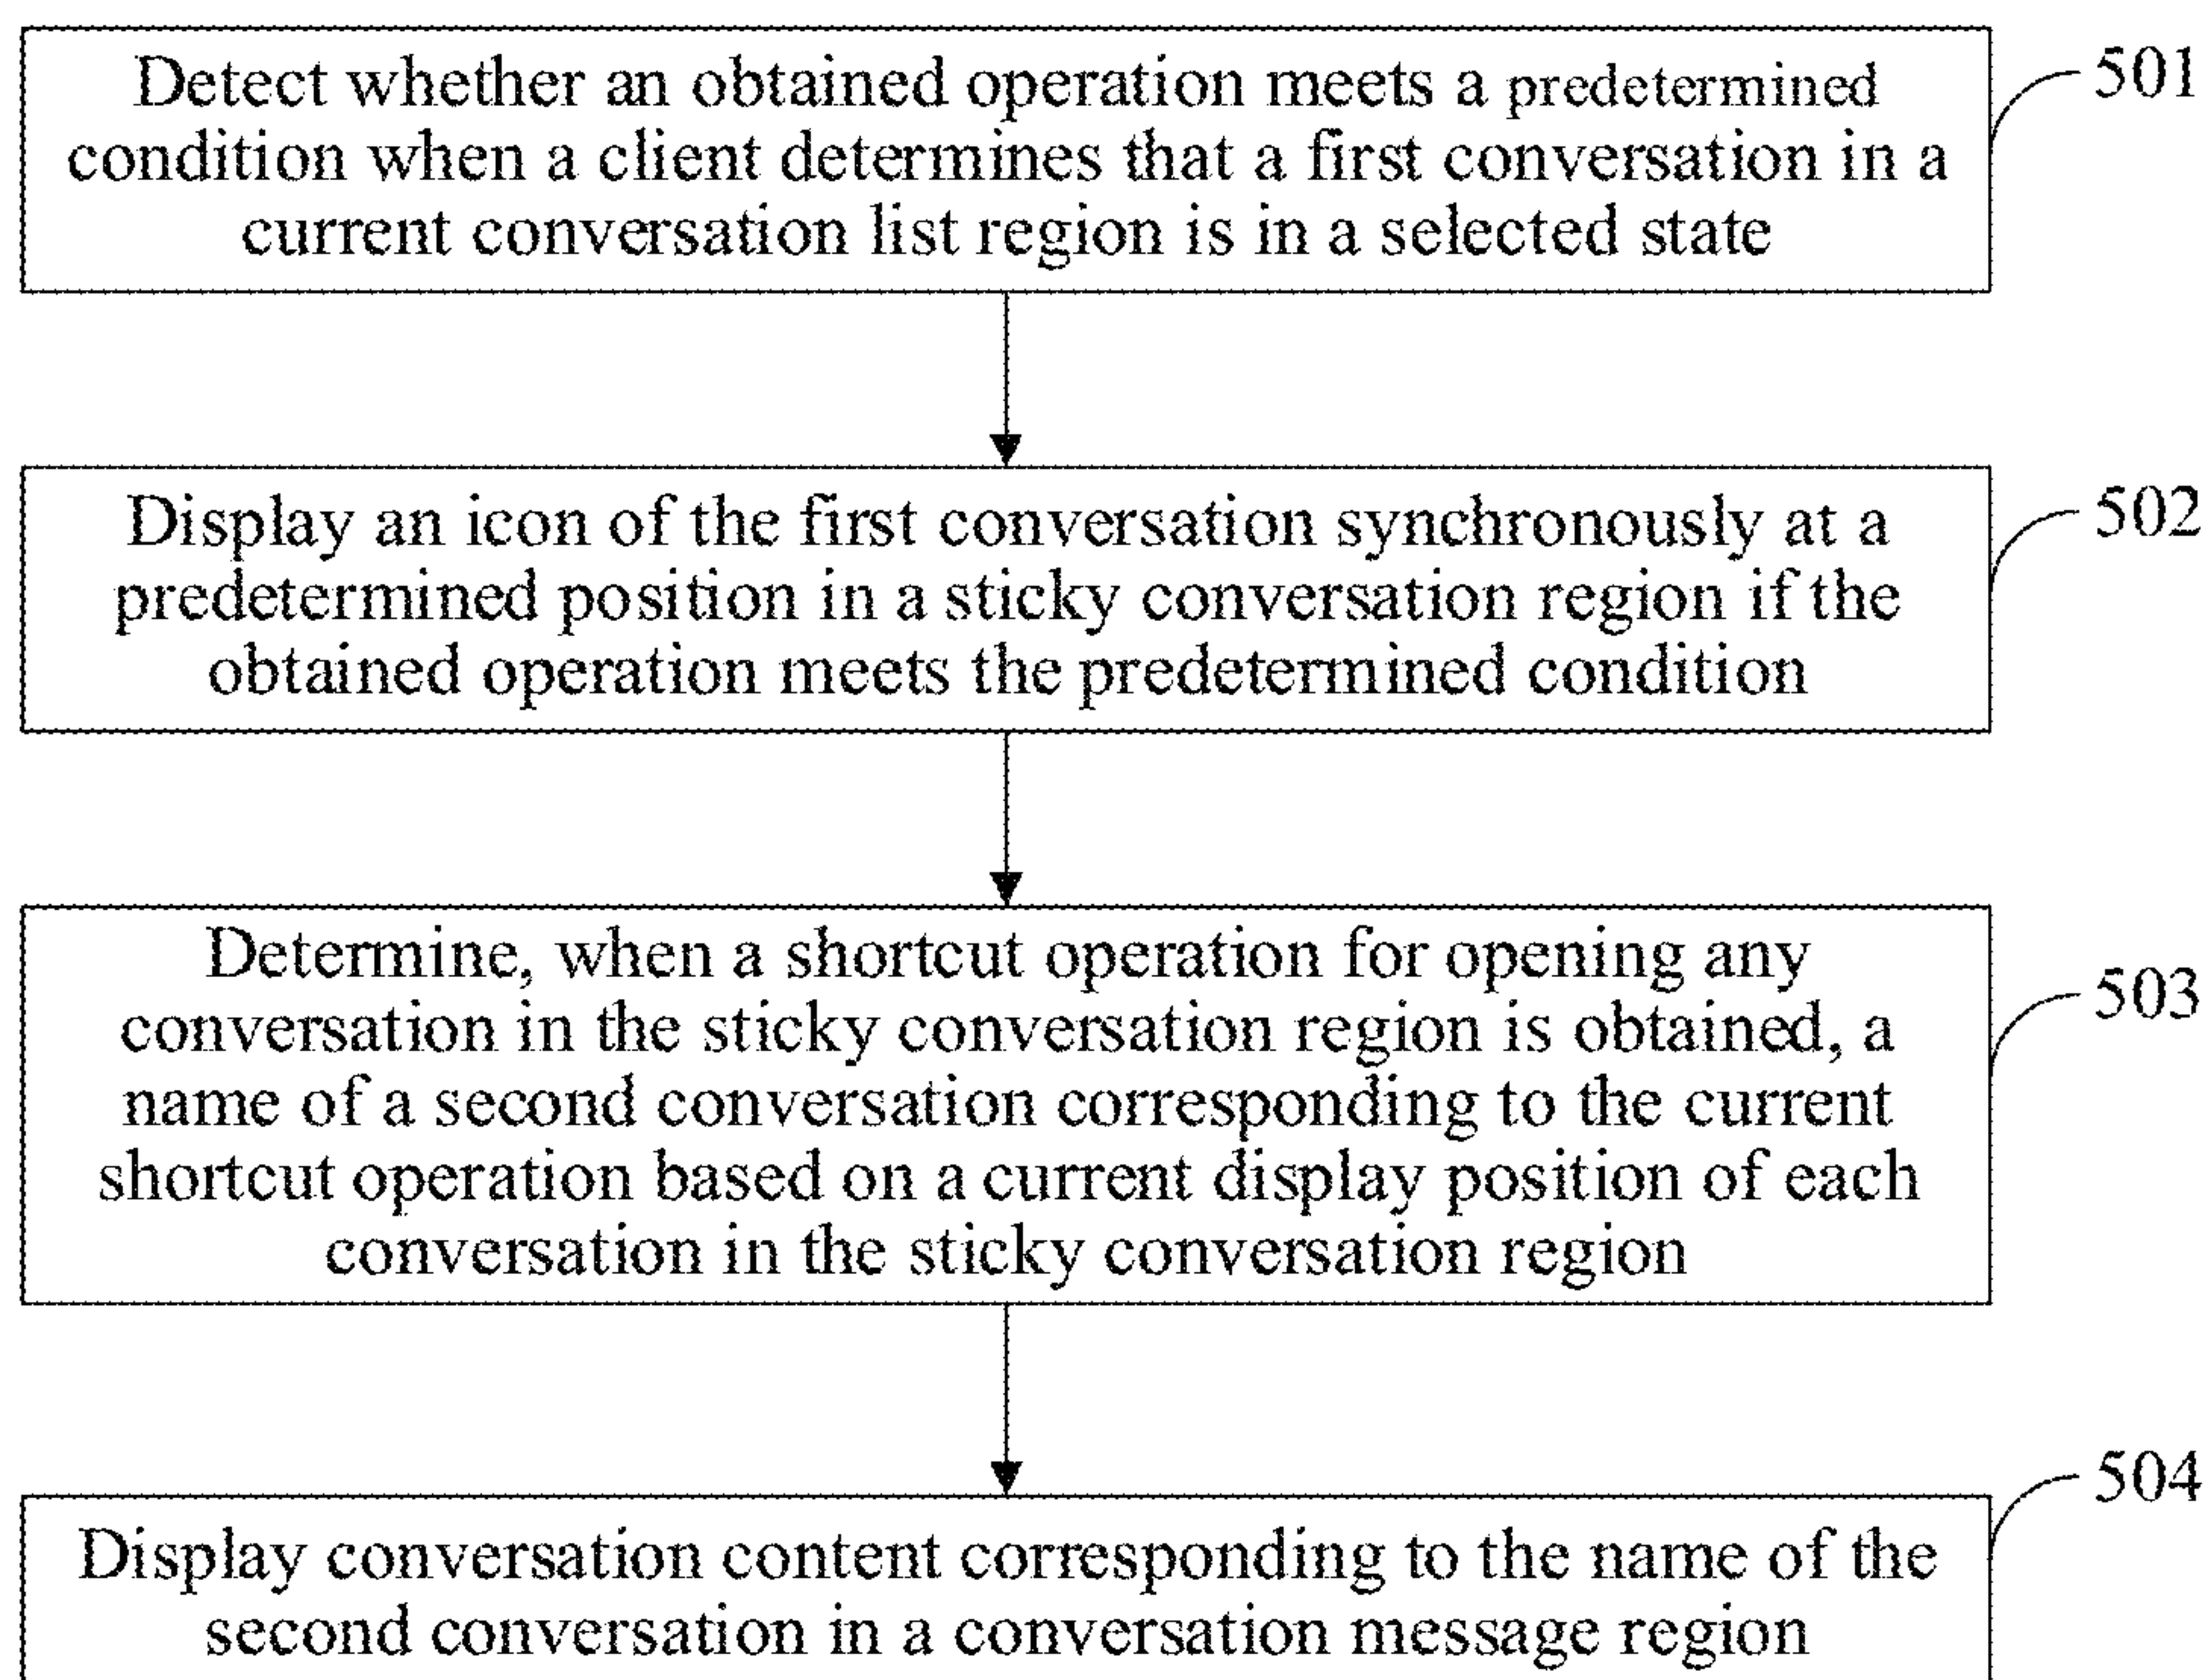 Detect whether an obtained operation meets a predetermined
condition when a client determines that a first conversation in a
current conversation list region is in a selected state
501
Display an icon of the first conversation synchronously at a
predetermined position in a sticky conversation region if the
obtained operation meets the predetermined condition
502
Determine, when a shortcut operation for opening any
conversation in the sticky conversation region is obtained, a
name of a second conversation corresponding to the current
shortcut operation based on a current display position of each
conversation in the sticky conversation region
503
Display conversation content corresponding to the name of the
second conversation in a conversation message region
504